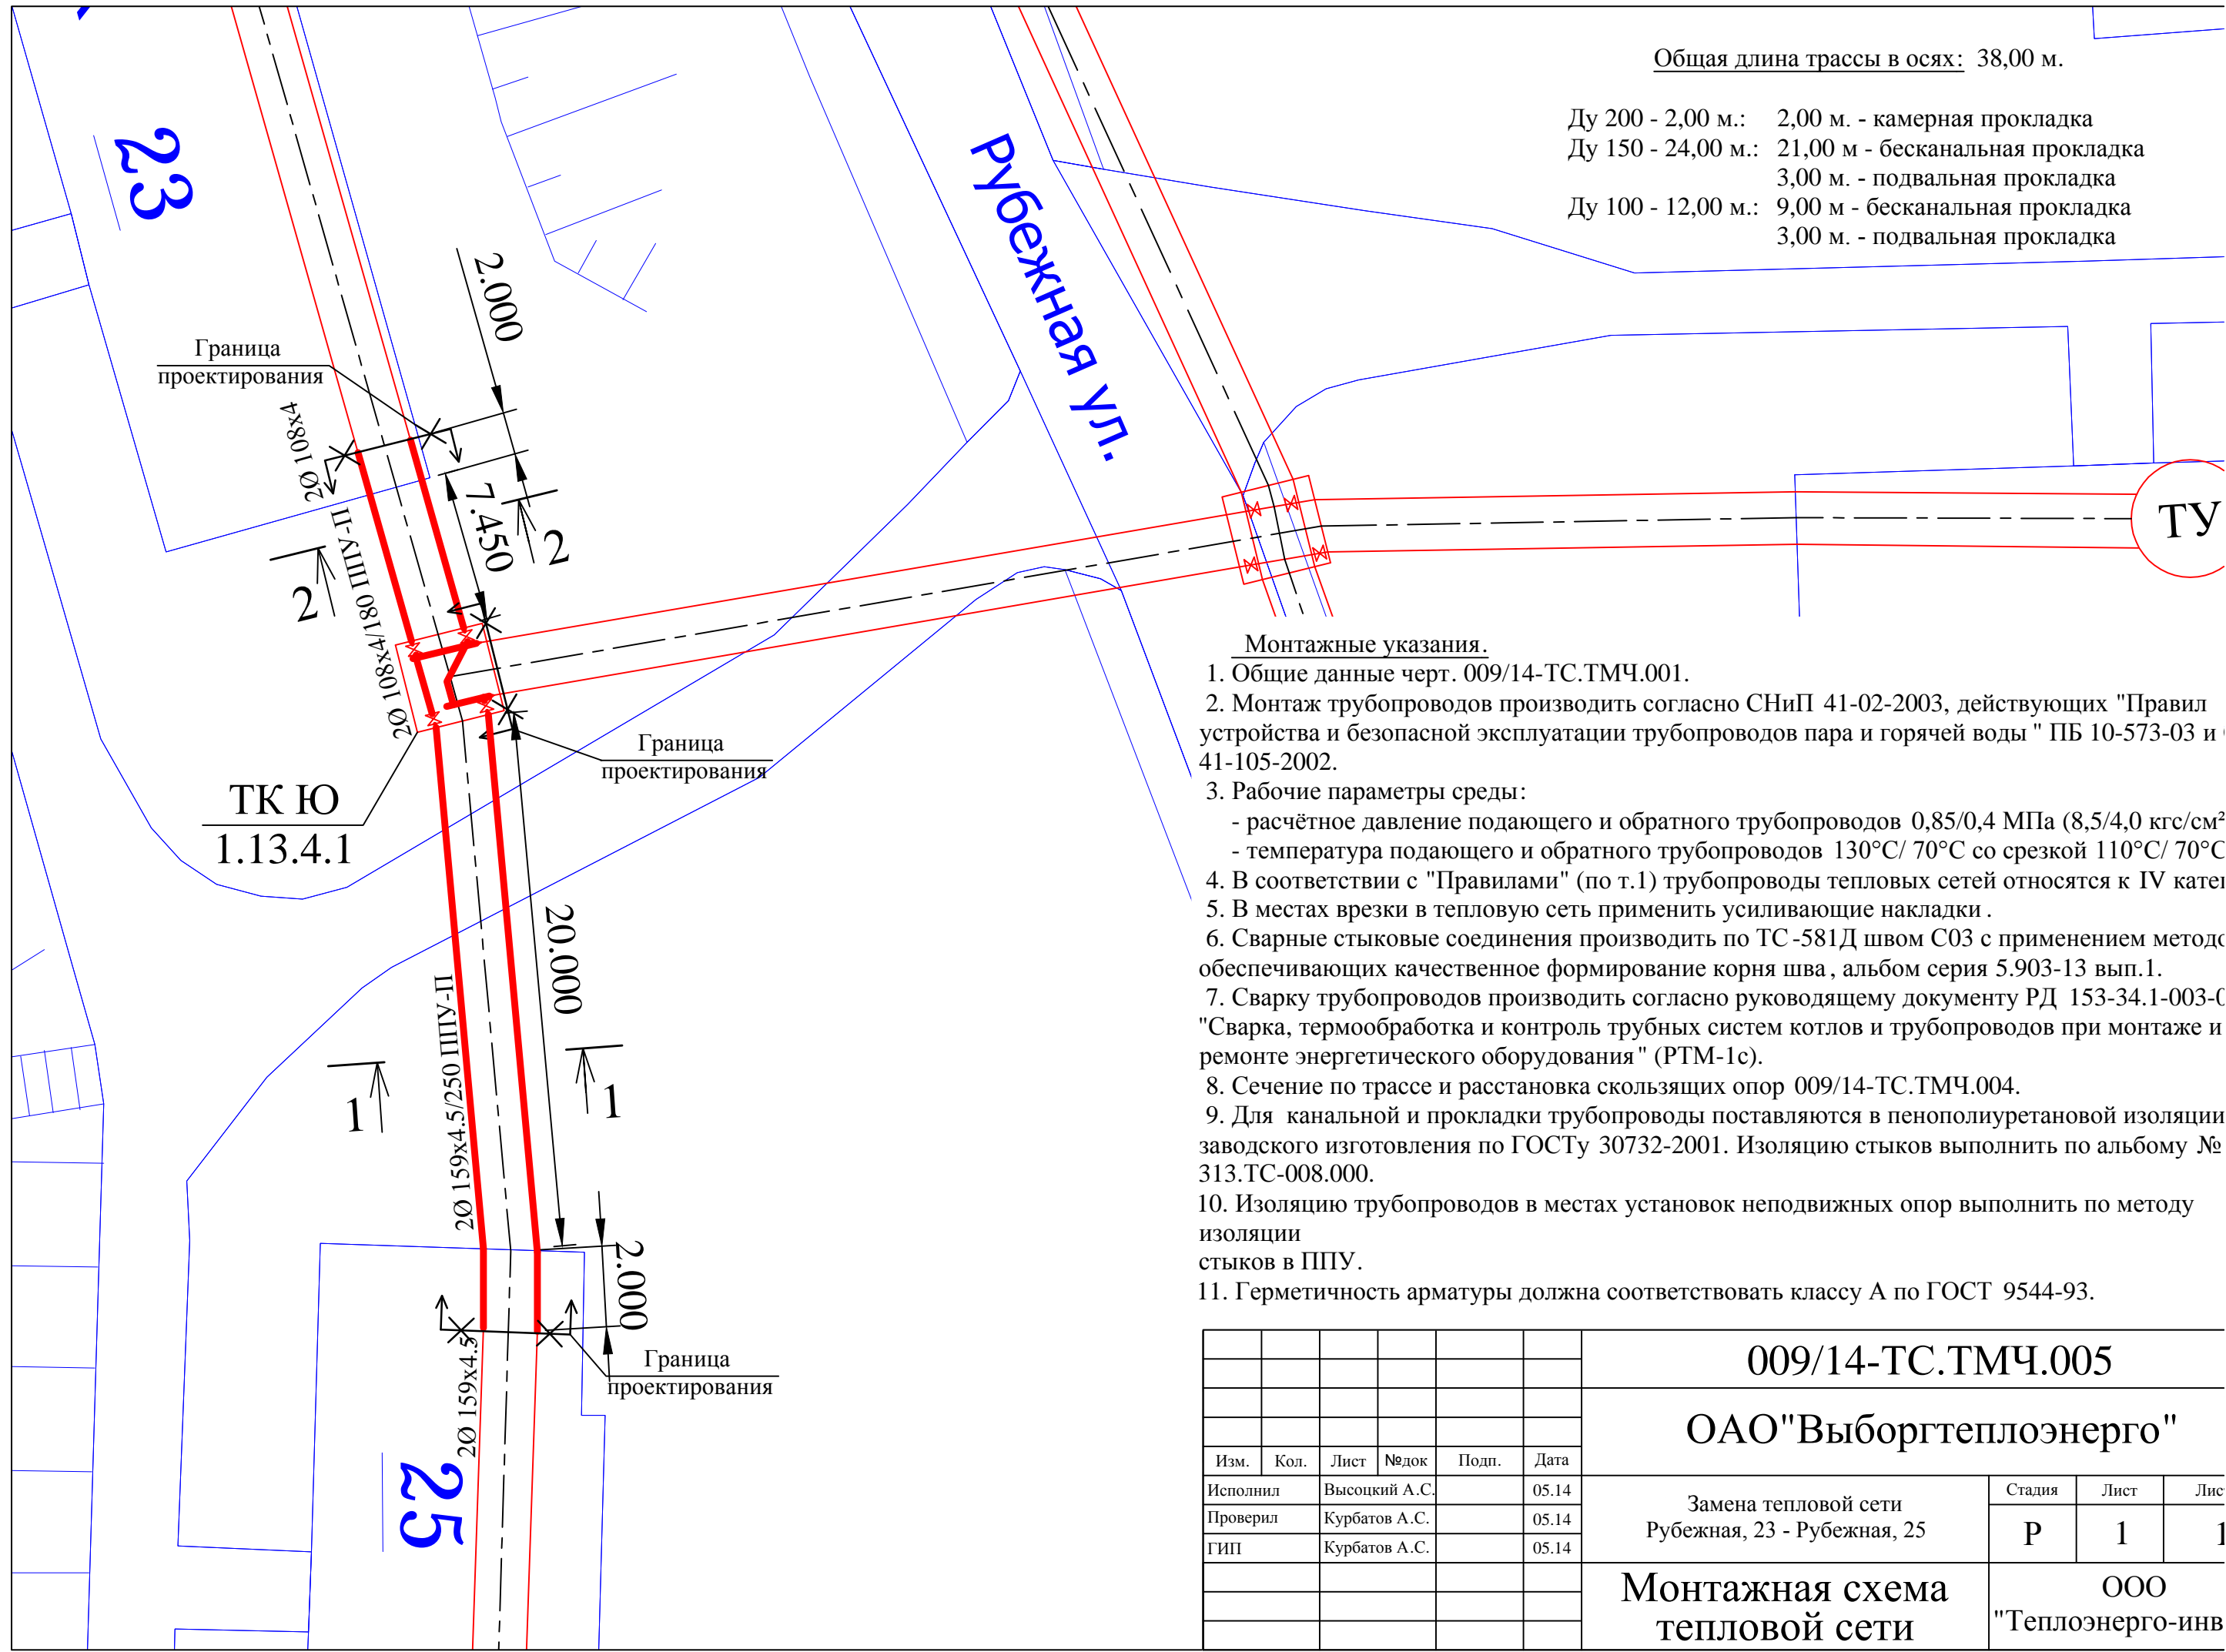 Общая длина трассы в осях: 38,00 м.
Ду 200 - 2,00 м.: 2,00 м. - камерная прокладка
Ду 150 - 24,00 м.: 21,00 м - бесканальная прокладка
3,00 м. - подвальная прокладка
Ду 100 - 12,00 м.: 9,00 м - бесканальная прокладка
3,00 м. - подвальная прокладка
23
Рубежная ул.
2.000
Граница
проектирования
2Ø 108х4
7.450
2
2
2Ø 108х4/180 ППУ-П
ТУ
Граница
проектирования
ТК Ю
1.13.4.1
20.000
2Ø 159х4.5/250 ППУ-П
1
1
2.000
2Ø 159х4.5
Граница
проектирования
25
Монтажные указания.
1. Общие данные черт. 009/14-ТС.ТМЧ.001.
2. Монтаж трубопроводов производить согласно СНиП 41-02-2003, действующих "Правил
устройства и безопасной эксплуатации трубопроводов пара и горячей воды" ПБ 10-573-03 и
41-105-2002.
3. Рабочие параметры среды:
- расчётное давление подающего и обратного трубопроводов 0,85/0,4 МПа (8,5/4,0 кгс/см²
- температура подающего и обратного трубопроводов 130°С/ 70°С со срезкой 110°С/ 70°С
4. В соответствии с "Правилами" (по т.1) трубопроводы тепловых сетей относятся к IV
5. В местах врезки в тепловую сеть применить усиливающие накладки.
6. Сварные стыковые соединения производить по ТС-581Д швом С03 с применением
обеспечивающих качественное формирование корня шва, альбом серия 5.903-13 вып.1.
7. Сварку трубопроводов производить согласно руководящему документу РД 153-34.1-003-0
"Сварка, термообработка и контроль трубных систем котлов и трубопроводов при монтаже и
ремонте энергетического оборудования" (РТМ-1с).
8. Сечение по трассе и расстановка скользящих опор 009/14-ТС.ТМЧ.004.
9. Для канальной и прокладки трубопроводы поставляются в пенополиуретановой изоляции
заводского изготовления по ГОСТу 30732-2001. Изоляцию стыков выполнить по альбому №
313.ТС-008.000.
10. Изоляцию трубопроводов в местах установок неподвижных опор выполнить по методу
изоляции
стыков в ППУ.
11. Герметичность арматуры должна соответствовать классу А по ГОСТ 9544-93.
009/14-ТС.ТМЧ.005
ОАО"Выборгтеплоэнерго"
Изм. Кол. Лист №док Подп. Дата
Исполнил Высоцкий А.С. 05.14
Проверил Курбатов А.С. 05.14
ГИП Курбатов А.С. 05.14
Замена тепловой сети
Рубежная, 23 - Рубежная, 25
Стадия Лист
Р 1 1
Монтажная схема
тепловой сети
ООО
"Теплоэнерго-инв